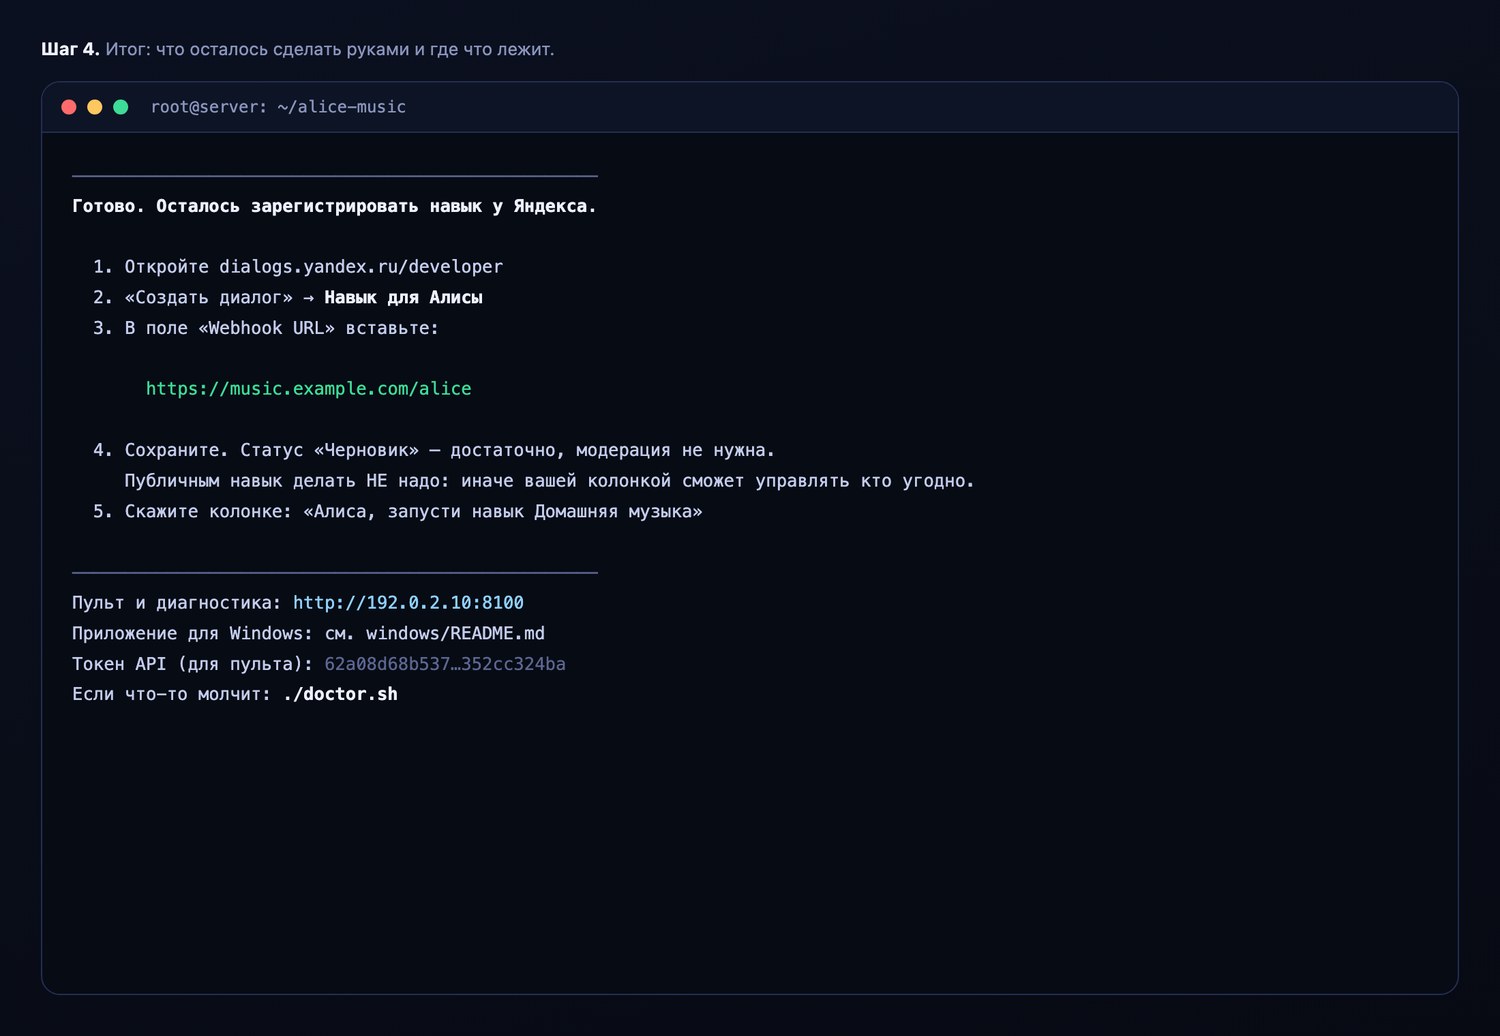 Шаг 4. Итог: что осталось сделать руками и где что лежит.
root@server: ~/alice-music
Готово. Осталось зарегистрировать навык у Яндекса.
1. Откройте dialogs.yandex.ru/developer
2. «Создать диалог» → Навык для Алисы
3. В поле «Webhook URL» вставьте:
https://music.example.com/alice
4. Сохраните. Статус «Черновик» — достаточно, модерация не нужна.
Публичным навык делать НЕ надо: иначе вашей колонкой сможет управлять кто угодно.
5. Скажите колонке: «Алиса, запусти навык Домашняя музыка»
Пульт и диагностика: http://192.0.2.10:8100
Приложение для Windows: см. windows/README.md
Токен API (для пульта): 62a08d68b537…352cc324ba
Если что-то молчит: ./doctor.sh